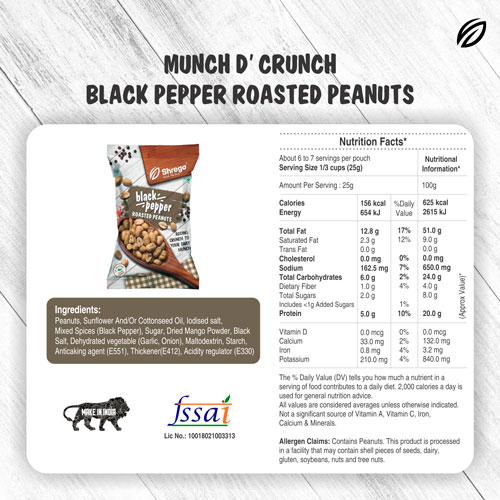 MUNCH D' CRUNCH
BLACK PEPPER ROASTED PEANUTS
Shrego
black
pepper
ROASTED PEANUTS
ADDING
CRUNCH TO
YOUR DAILY
MUNCH
Ingredients:
Peanuts, Sunflower And/Or Cottonseed Oil, Iodised salt,
Mixed Spices (Black Pepper), Sugar, Dried Mango Powder, Black
Salt, Dehydrated vegetable (Garlic, Onion), Maltodextrin, Starch,
Anticaking agent (E551), Thickener(E412), Acidity regulator (E330)
MAKE IN INDIA
fssai
Lic No.: 10018021003313
Nutrition Facts*
About 6 to 7 servings per pouch
Serving Size 1/3 cups (25g)
Nutritional
Information*
Amount Per Serving : 25g 100g
Calories 156 kcal %Daily 625 kcal
Energy 654 kJ Value 2615 kJ
Total Fat 12.8 g 17% 51.0 g
Saturated Fat 2.3 g 12% 9.0 g
Trans Fat 0.0 g 0.0 g
Cholesterol 0.0 mg 0% 0.0 mg
Sodium 162.5 mg 7% 650.0 mg
Total Carbohydrates 6.0 g 2% 24.0 g
Dietary Fiber 1.0 g 4% 4.0 g
Total Sugars 2.0 g 8.0 g
Includes <1g Added Sugars 1%
Protein 5.0 g 10% 20.0 g
(Approx Value)*
Vitamin D 0.0 mcg 0% 0.0 mcg
Calcium 33.0 mg 2% 132.0 mg
Iron 0.8 mg 4% 3.2 mg
Potassium 210.0 mg 4% 840.0 mg
The % Daily Value (DV) tells you how much a nutrient in a
serving of food contributes to a daily diet. 2,000 calories a day is
used for general nutrition advice.
All values are considered averages unless otherwise indicated.
Not a significant source of Vitamin A, Vitamin C, Iron,
Calcium & Minerals.
Allergen Claims: Contains Peanuts. This product is processed
in a facility that may contain shell pieces of seeds, dairy,
gluten, soybeans, nuts and tree nuts.